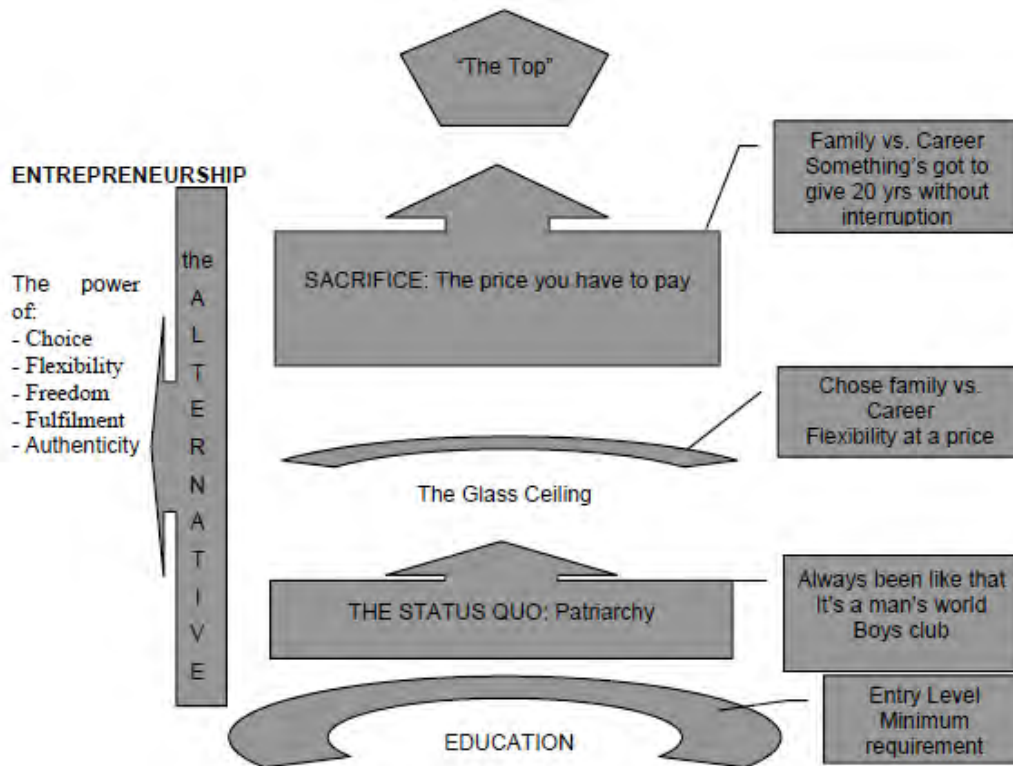 "The Top"
Family vs. Career
Something's got to
give 20 yrs without
interruption
ENTREPRENEURSHIP
the
A
L
T
E
R
N
A
T
I
V
E
The power
of:
- Choice
- Flexibility
- Freedom
- Fulfilment
- Authenticity
SACRIFICE: The price you have to pay
Chose family vs.
Career
Flexibility at a price
The Glass Ceiling
THE STATUS QUO: Patriarchy
Always been like that
It's a man's world
Boys club
Entry Level
Minimum
requirement
EDUCATION